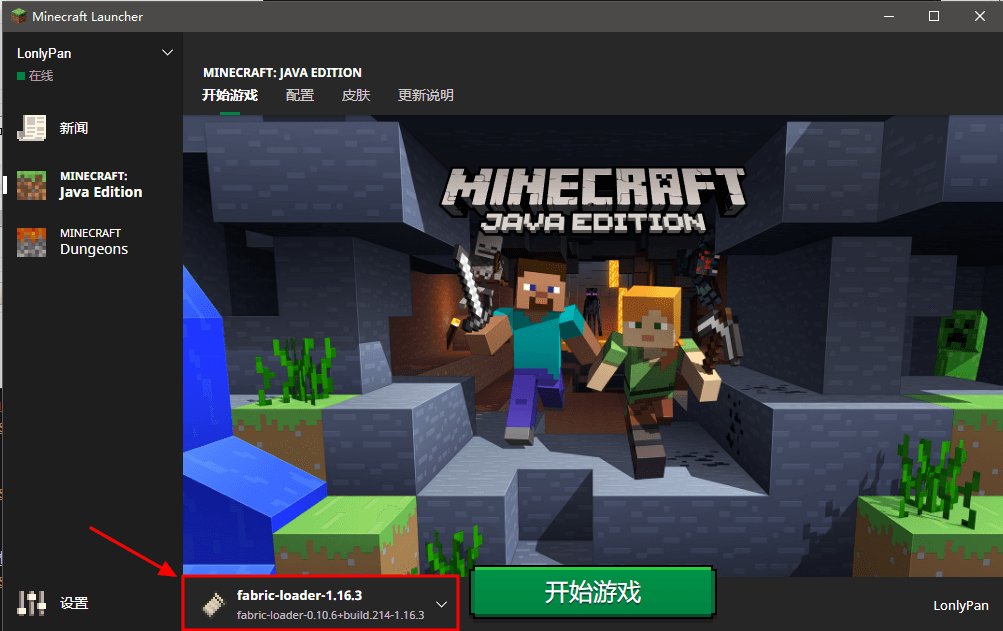 Minecraft Launcher
LonlyPan
在线
新闻
MINECRAFT:
Java Edition
MINECRAFT
Dungeons
设置
MINECRAFT: JAVA EDITION
开始游戏 配置 皮肤 更新说明
MINECRAFT
JAVA EDITION
fabric-loader-1.16.3
fabric-loader-0.10.6+build.214-1.16.3
开始游戏
LonlyPan